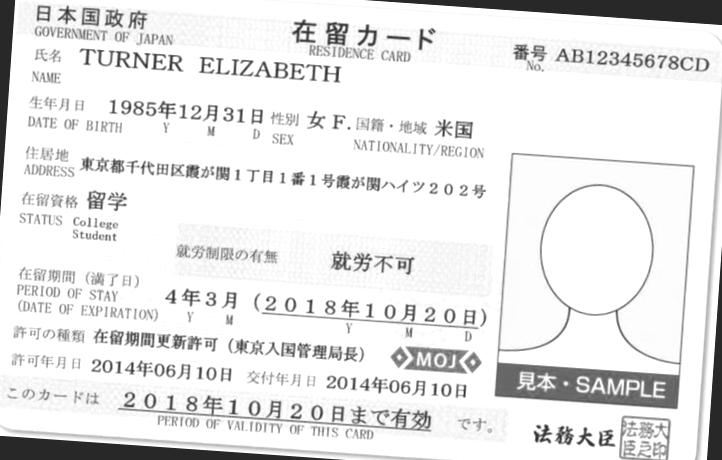 日本国政府 在留カード
GOVERNMENT OF JAPAN RESIDENCE CARD
番号 AB12345678CD
No.
氏名 TURNER ELIZABETH
NAME
生年月日 1985年12月31日 性別 女 F. 国籍・地域 米国
DATE OF BIRTH Y M D SEX NATIONALITY/REGION
住居地
ADDRESS 東京都千代田区霞が関1丁目1番1号霞が関ハイツ202号
在留資格 留学
STATUS College
Student
就労制限の有無 就労不可
在留期間 (満了日)
PERIOD OF STAY 4年3月 (2018年10月20日)
(DATE OF EXPIRATION) Y M Y M D
許可の種類 在留期間更新許可 (東京入国管理局長)
MOJ
許可年月日 2014年06月10日 交付年月日 2014年06月10日
見本・SAMPLE
このカードは 2018年10月20日まで有効 です。
PERIOD OF VALIDITY OF THIS CARD
法務大臣 法務大臣之印